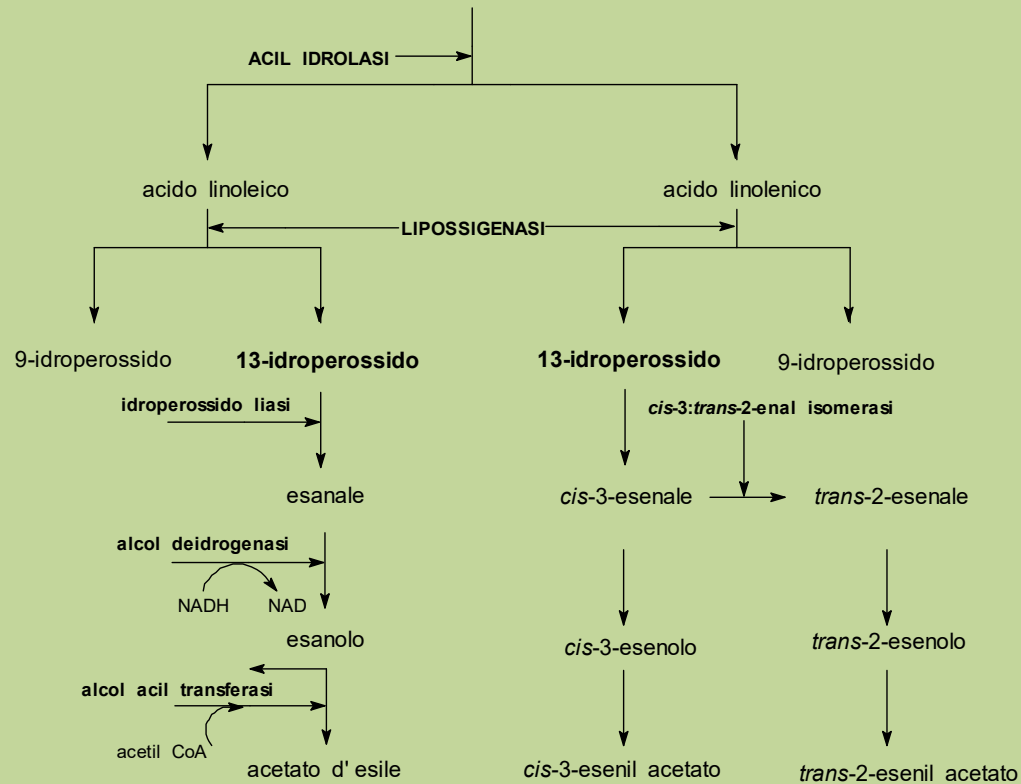 ACIL IDROLASI
acido linoleico
acido linolenico
LIPOSSIGENASI
9-idroperossido
13-idroperossido
13-idroperossido
9-idroperossido
idroperossido liasi
cis-3:trans-2-enal isomerasi
esanale
cis-3-esenale
trans-2-esenale
alcol deidrogenasi
NADH
NAD
esanolo
cis-3-esenolo
trans-2-esenolo
alcol acil transferasi
acetil CoA
acetato d' esile
cis-3-esenil acetato
trans-2-esenil acetato